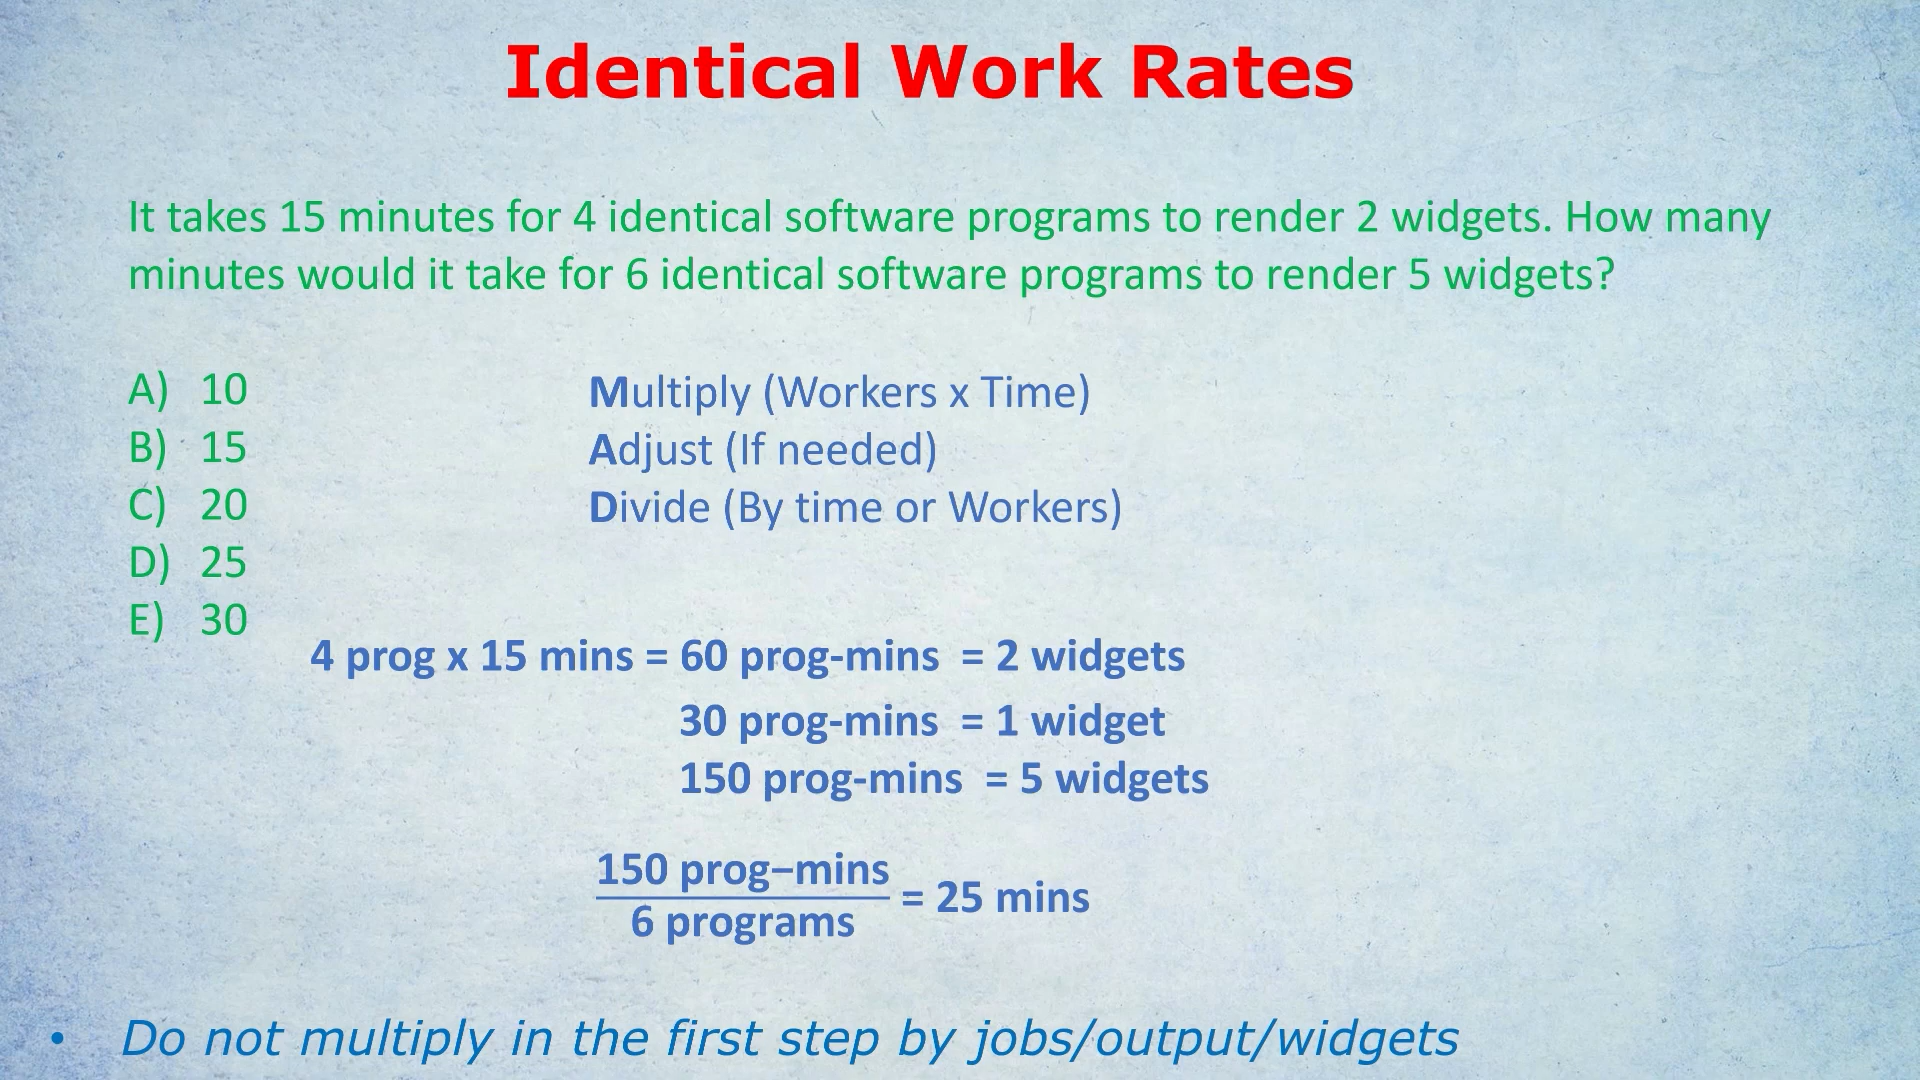 Identical Work Rates
It takes 15 minutes for 4 identical software programs to render 2 widgets. How many
minutes would it take for 6 identical software programs to render 5 widgets?
A) 10
B) 15
C) 20
D) 25
E) 30
Multiply (Workers x Time)
Adjust (If needed)
Divide (By time or Workers)
4 prog x 15 mins = 60 prog-mins = 2 widgets
30 prog-mins = 1 widget
150 prog-mins = 5 widgets
150 prog–mins
6 programs
= 25 mins
• Do not multiply in the first step by jobs/output/widgets